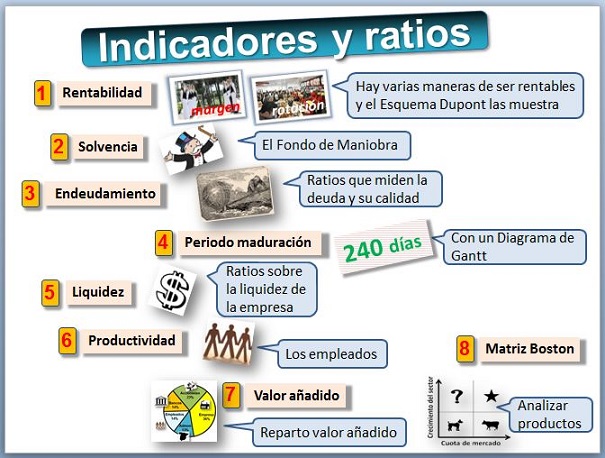 Indicadores y ratios
1 Rentabilidad
margen
rotación
Hay varias maneras de ser rentables
y el Esquema Dupont las muestra
2 Solvencia
El Fondo de Maniobra
3 Endeudamiento
Ratios que miden la
deuda y su calidad
4 Periodo maduración
240 días
Con un Diagrama de
Gantt
5 Liquidez
$
Ratios sobre
la liquidez de
la empresa
6 Productividad
Los empleados
7 Valor añadido
Reparto valor añadido
8 Matriz Boston
Crecimiento del sector
?
Cuota de mercado
Analizar
productos